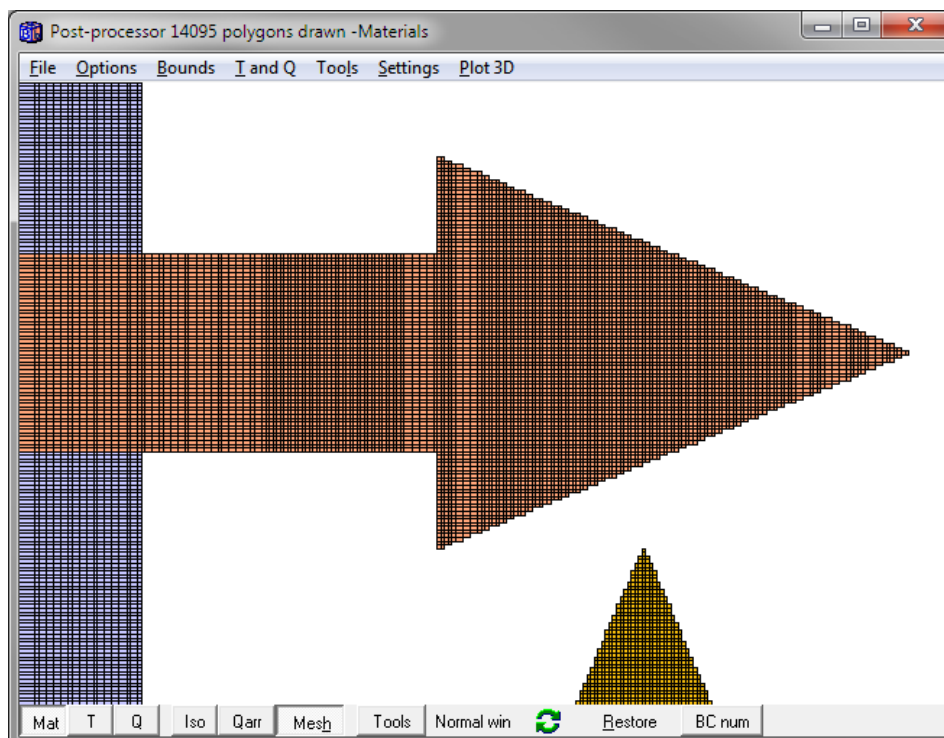 Post-processor 14095 polygons drawn -Materials
File Options Bounds T and Q Tools Settings Plot 3D
Mat T Q Iso Qarr Mesh Tools Normal win Restore BC num